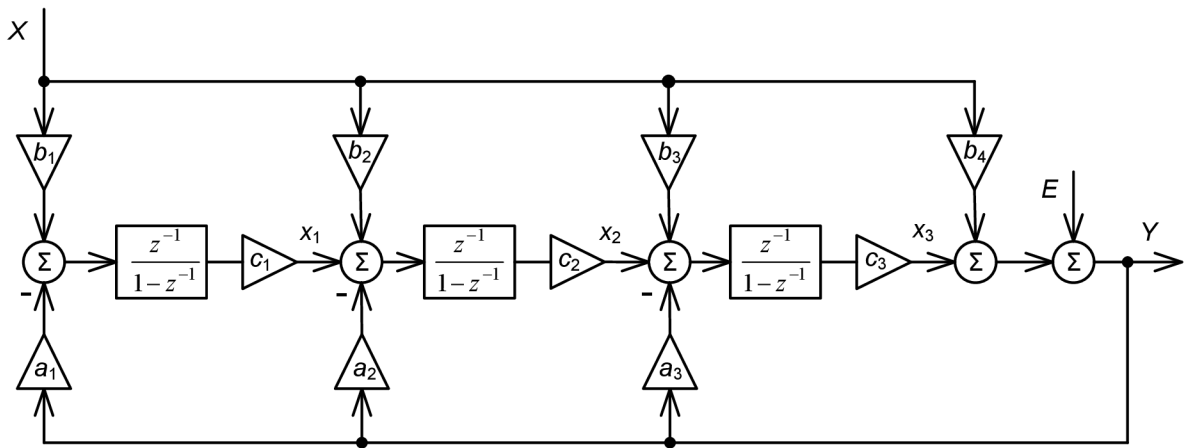 X
b₁
b₂
b₃
b₄
E
Y
Σ
z⁻¹
1-z⁻¹
c₁
x₁
Σ
z⁻¹
1-z⁻¹
c₂
x₂
Σ
z⁻¹
1-z⁻¹
c₃
x₃
Σ
Σ
-
-
-
a₁
a₂
a₃